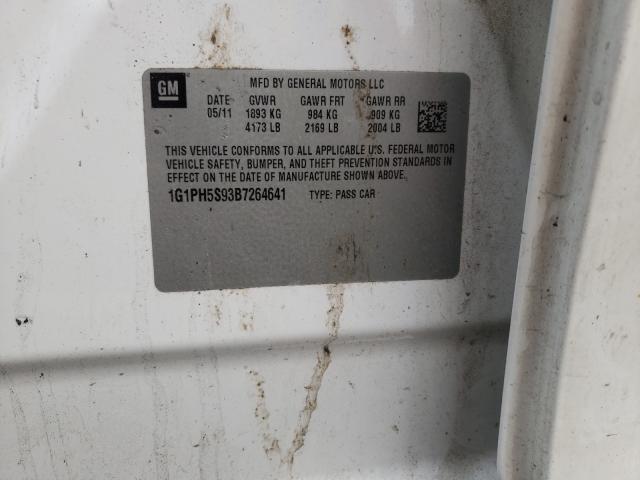 GM
MFD BY GENERAL MOTORS LLC
DATE GVWR GAWR FRT GAWR RR
05/11 1893 KG 984 KG 909 KG
4173 LB 2169 LB 2004 LB
THIS VEHICLE CONFORMS TO ALL APPLICABLE U.S. FEDERAL MOTOR
VEHICLE SAFETY, BUMPER, AND THEFT PREVENTION STANDARDS IN
EFFECT ON THE DATE OF MANUFACTURE SHOWN ABOVE.
1G1PH5S93B7264641 TYPE: PASS CAR